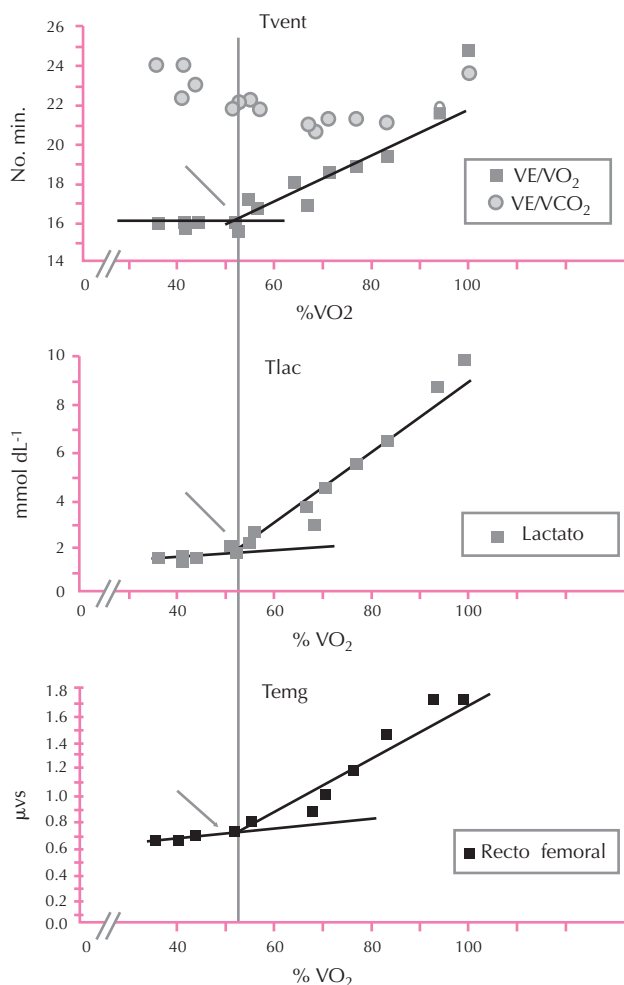 Tvent
26
24
22
20
18
16
14
No. min.
VE/VO₂
VE/VCO₂
0 40 60 80 100
%VO2
Tlac
10
8
6
4
2
0
mmol dL⁻¹
Lactato
0 40 60 80 100
% VO₂
Temg
1.8
1.6
1.4
1.2
1.0
0.8
0.6
0.4
0.2
0.0
μvs
Recto femoral
0 40 60 80 100
% VO₂